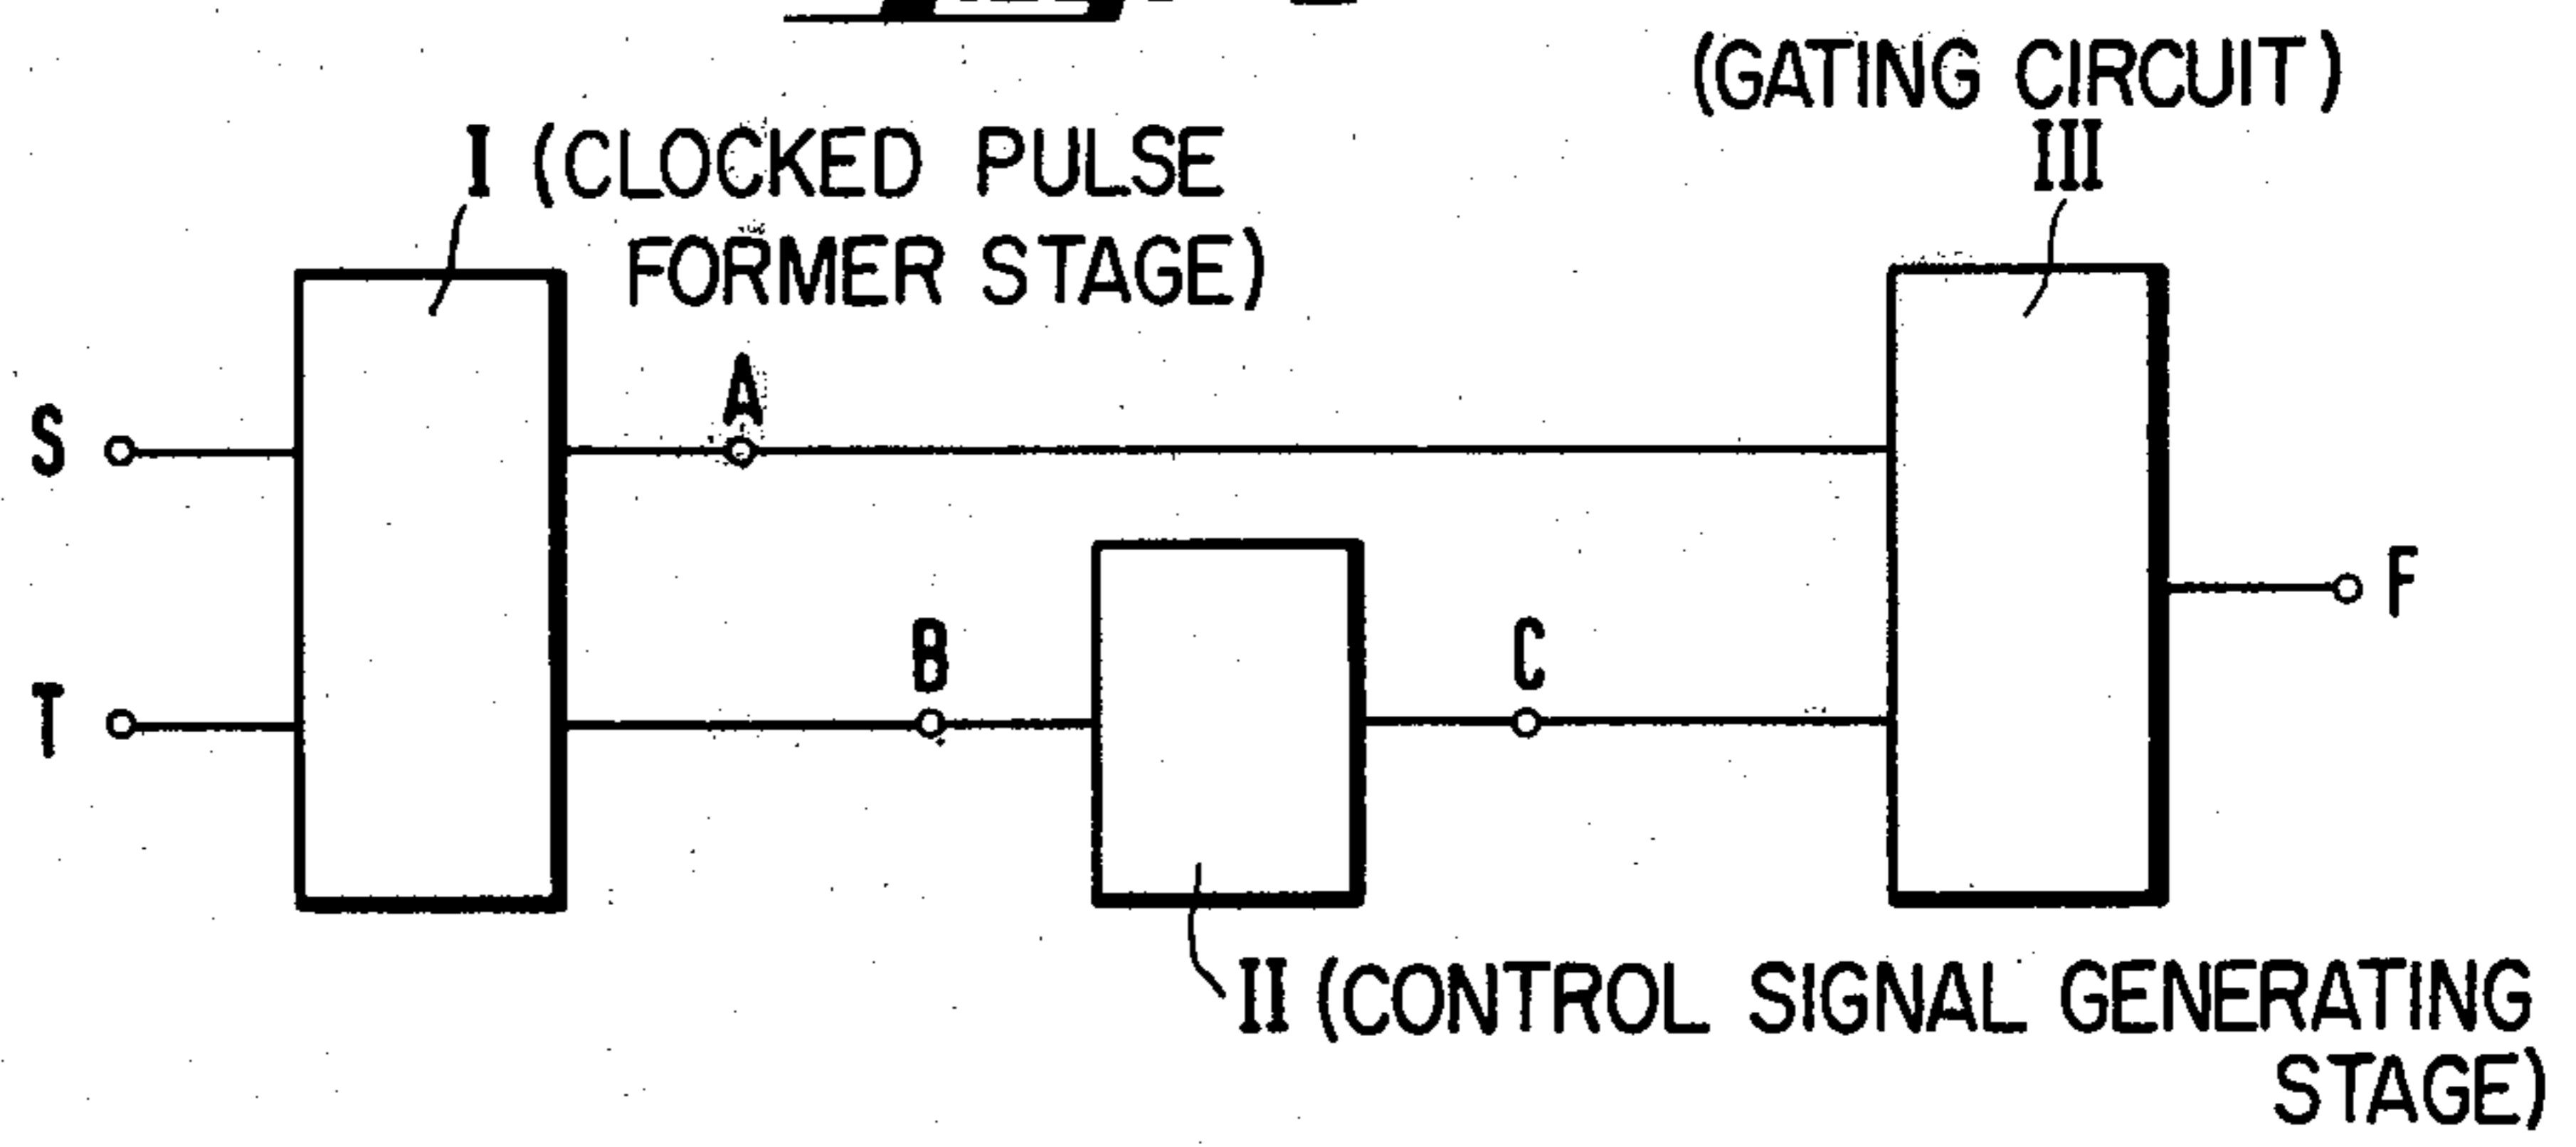 (GATING CIRCUIT)
III
I (CLOCKED PULSE
FORMER STAGE)
A
S
F
B
C
T
II (CONTROL SIGNAL GENERATING
STAGE)